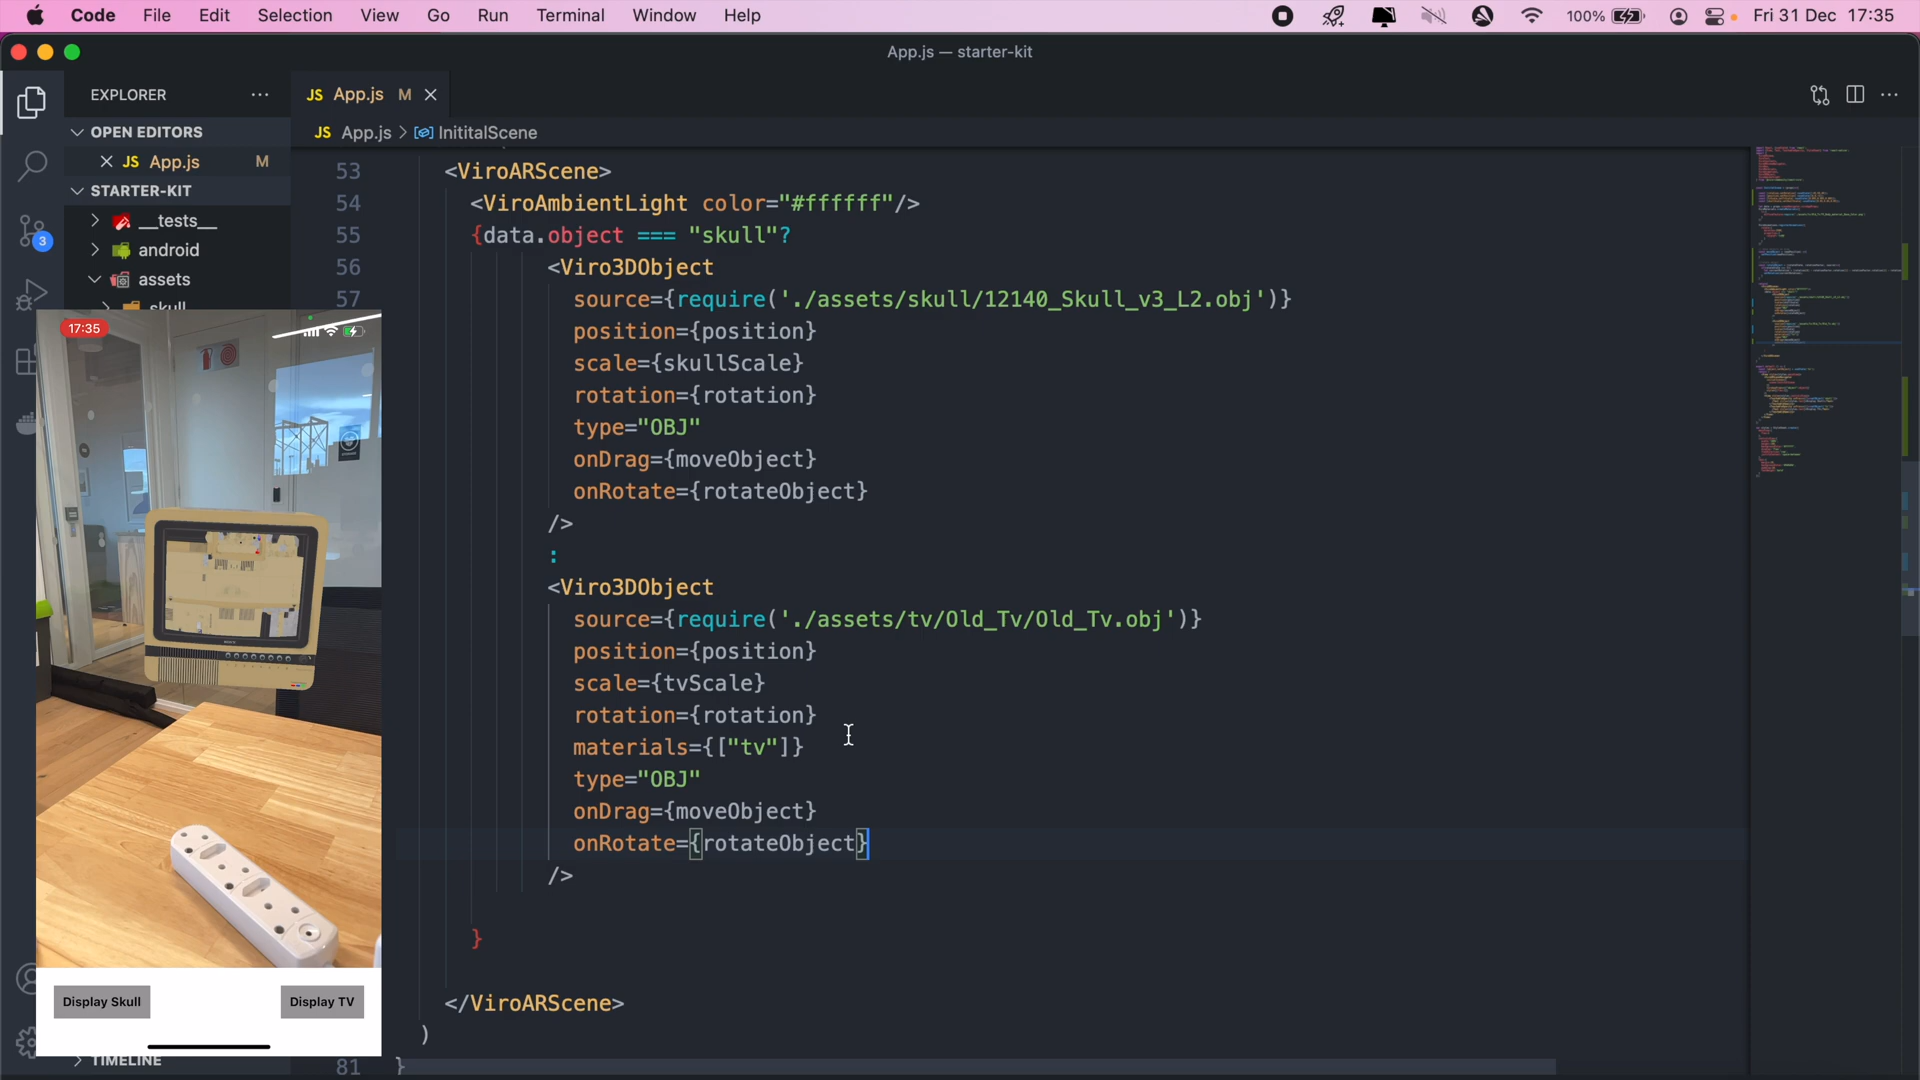 Code File Edit Selection View Go Run Terminal Window Help 100% Fri 31 Dec 17:35
App.js — starter-kit
EXPLORER
JS App.js M
JS App.js > InititalScene
OPEN EDITORS
JS App.js M
STARTER-KIT
__tests__
android
assets
skull
3
53 <ViroARScene>
54 <ViroAmbientLight color="#ffffff"/>
55 {data.object === "skull"?
56 <Viro3DObject
57 source={require('./assets/skull/12140_Skull_v3_L2.obj')}
position={position}
scale={skullScale}
rotation={rotation}
type="OBJ"
onDrag={moveObject}
onRotate={rotateObject}
/>
:
<Viro3DObject
source={require('./assets/tv/Old_Tv/Old_Tv.obj')}
position={position}
scale={tvScale}
rotation={rotation}
materials={["tv"]}
type="OBJ"
onDrag={moveObject}
onRotate={rotateObject}
/>
}
</ViroARScene>
)
81 }
17:35
Display Skull
Display TV
TIMELINE